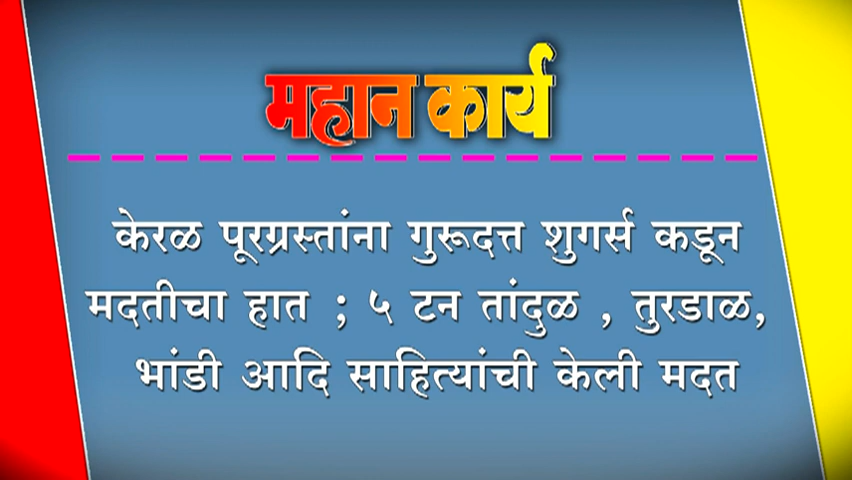 महान कार्य
केरळ पूरग्रस्तांना गुरूदत्त शुगर्स कडून
मदतीचा हात ; ५ टन तांदुळ , तुरडाळ,
भांडी आदि साहित्यांची केली मदत